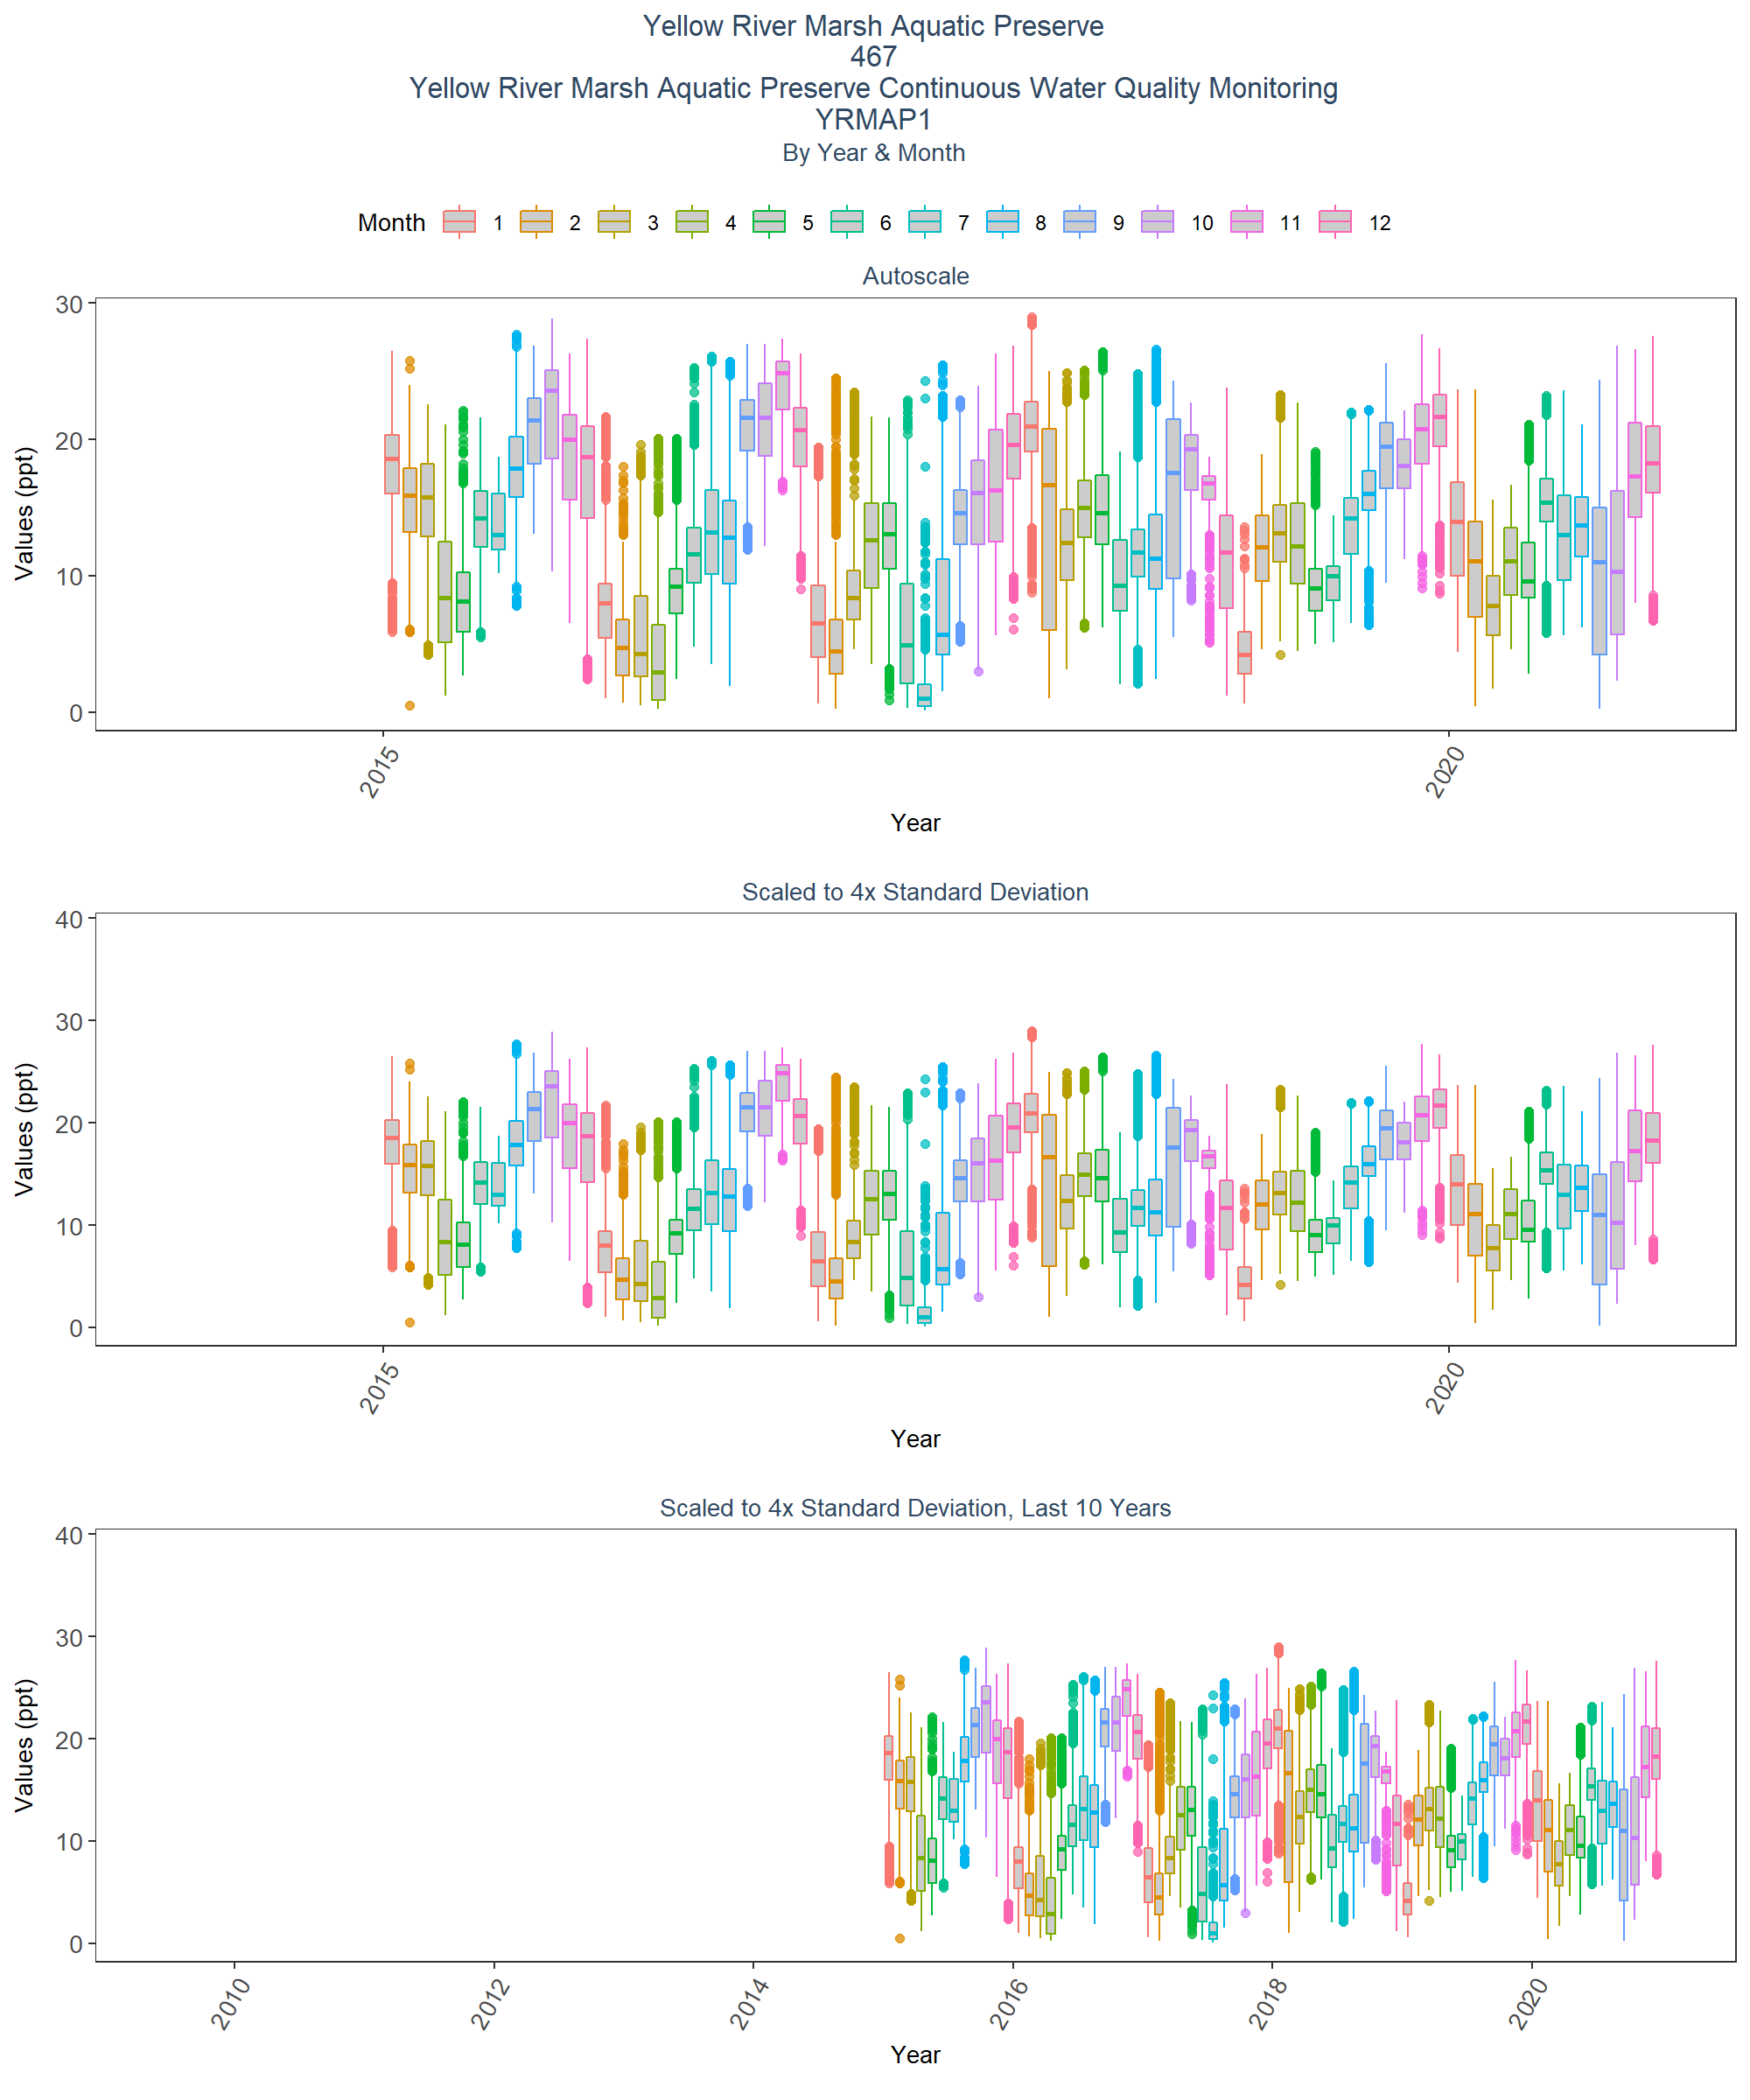 Yellow River Marsh Aquatic Preserve
467
Yellow River Marsh Aquatic Preserve Continuous Water Quality Monitoring
YRMAP1
By Year & Month
Month 1 2 3 4 5 6 7 8 9 10 11 12
Autoscale
Values (ppt)
30
20
10
0
2015 2020
Year
Scaled to 4x Standard Deviation
Values (ppt)
40
30
20
10
0
2015 2020
Year
Scaled to 4x Standard Deviation, Last 10 Years
Values (ppt)
40
30
20
10
0
2010 2012 2014 2016 2018 2020
Year